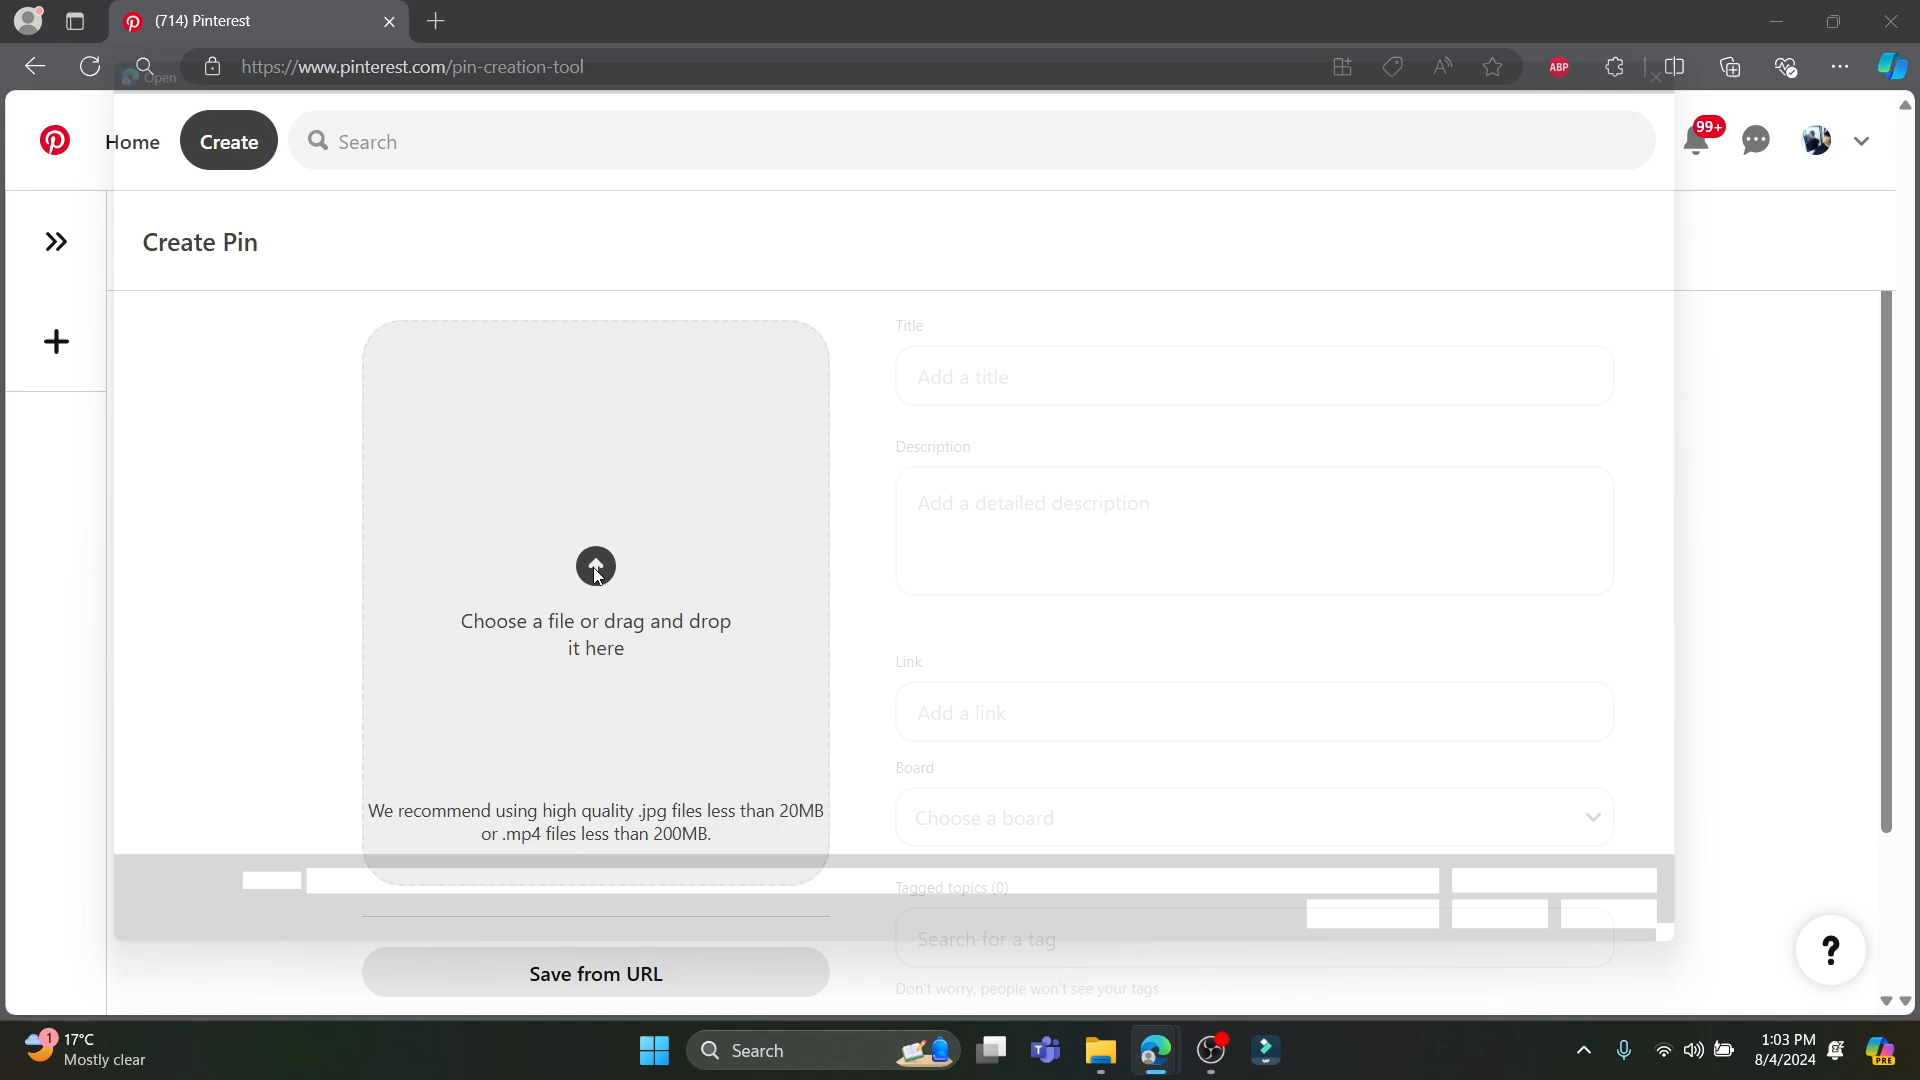 (714) Pinterest
https://www.pinterest.com/pin-creation-tool
ABP
Open
Home
Create
Search
99+
Create Pin
Choose a file or drag and drop
it here
We recommend using high quality .jpg files less than 20MB
or .mp4 files less than 200MB.
Save from URL
Title
Add a title
Description
Add a detailed description
Link
Add a link
Board
Choose a board
Tagged topics (0)
Search for a tag
Don't worry, people won't see your tags
?
1
17°C
Mostly clear
Search
1:03 PM
8/4/2024
PRE